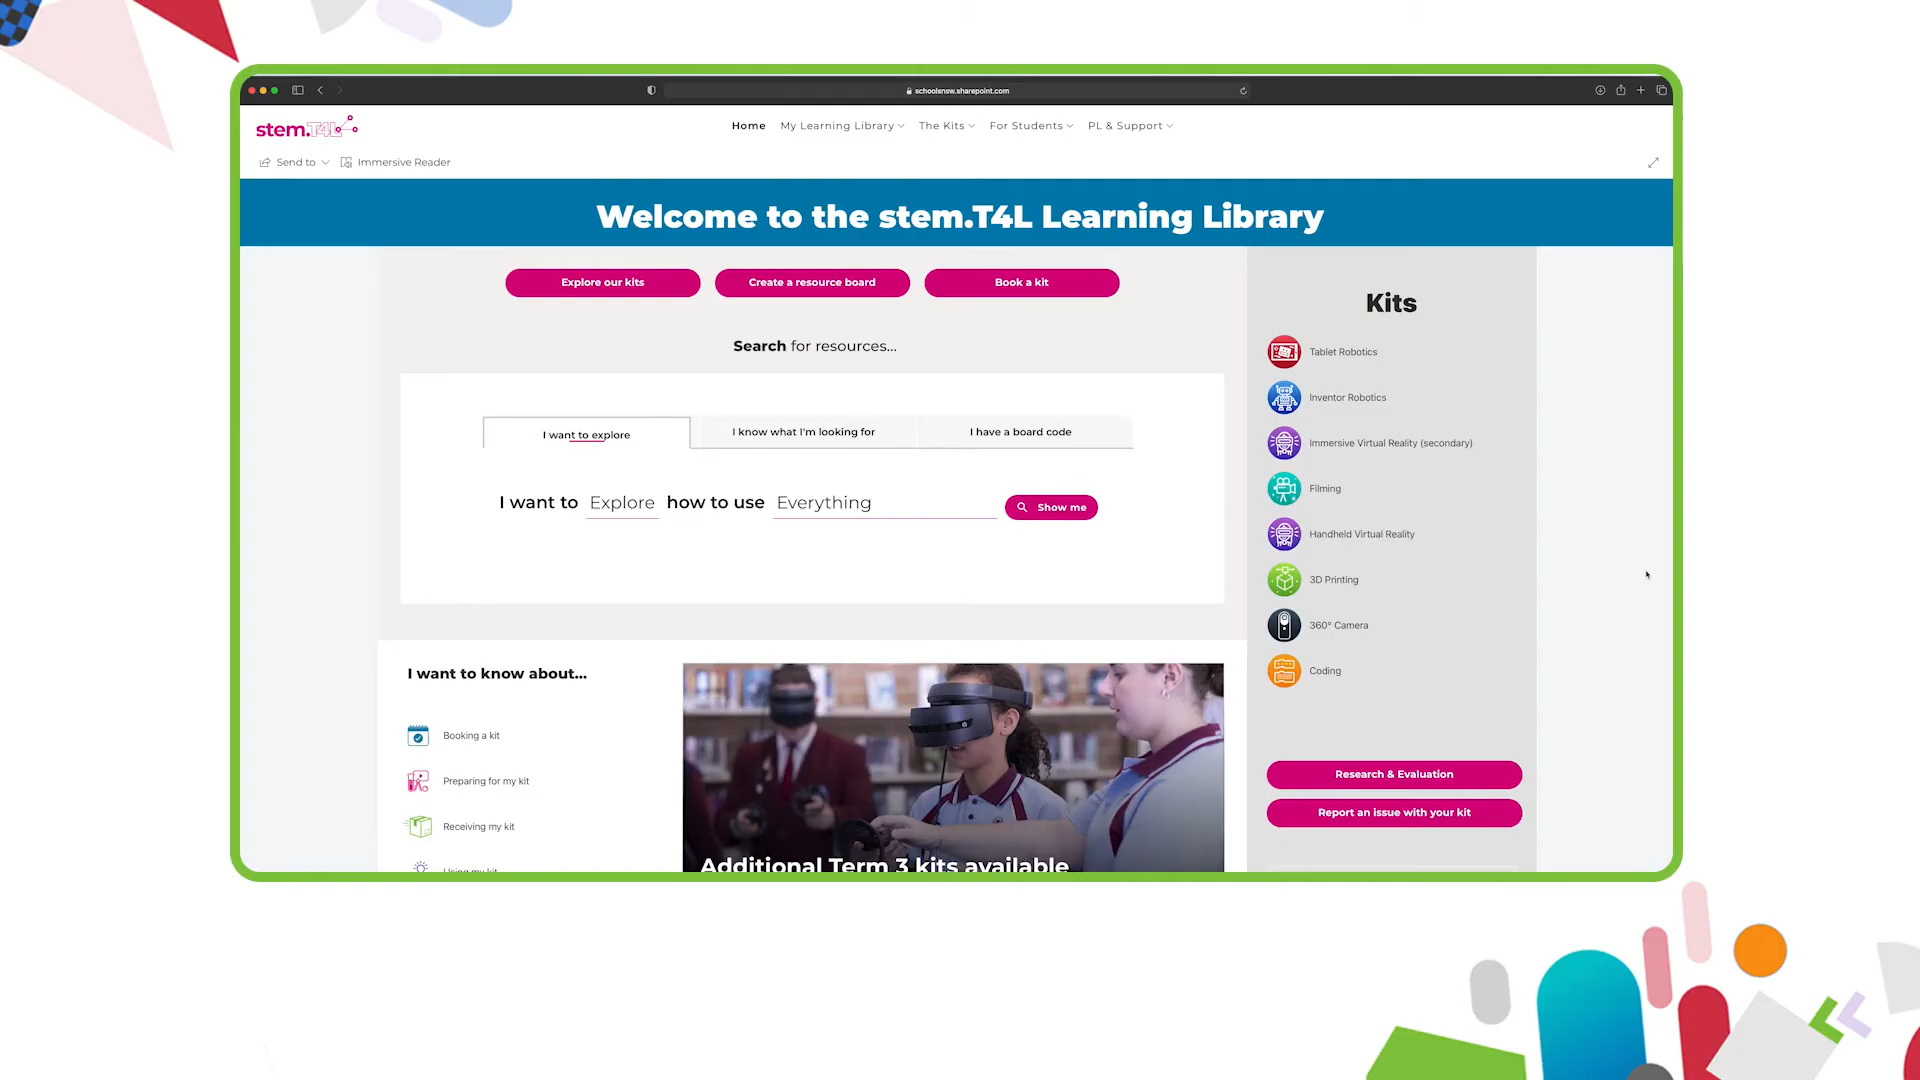 schoolsnsw.sharepoint.com
stem.T4L
Home My Learning Library The Kits For Students PL & Support
Send to Immersive Reader
Welcome to the stem.T4L Learning Library
Explore our kits
Create a resource board
Book a kit
Search for resources...
I want to explore
I know what I'm looking for
I have a board code
I want to Explore how to use Everything
Show me
I want to know about...
Booking a kit
Preparing for my kit
Receiving my kit
Using my kit
Additional Term 3 kits available
Kits
Tablet Robotics
Inventor Robotics
Immersive Virtual Reality (secondary)
Filming
Handheld Virtual Reality
3D Printing
360° Camera
Coding
Research & Evaluation
Report an issue with your kit